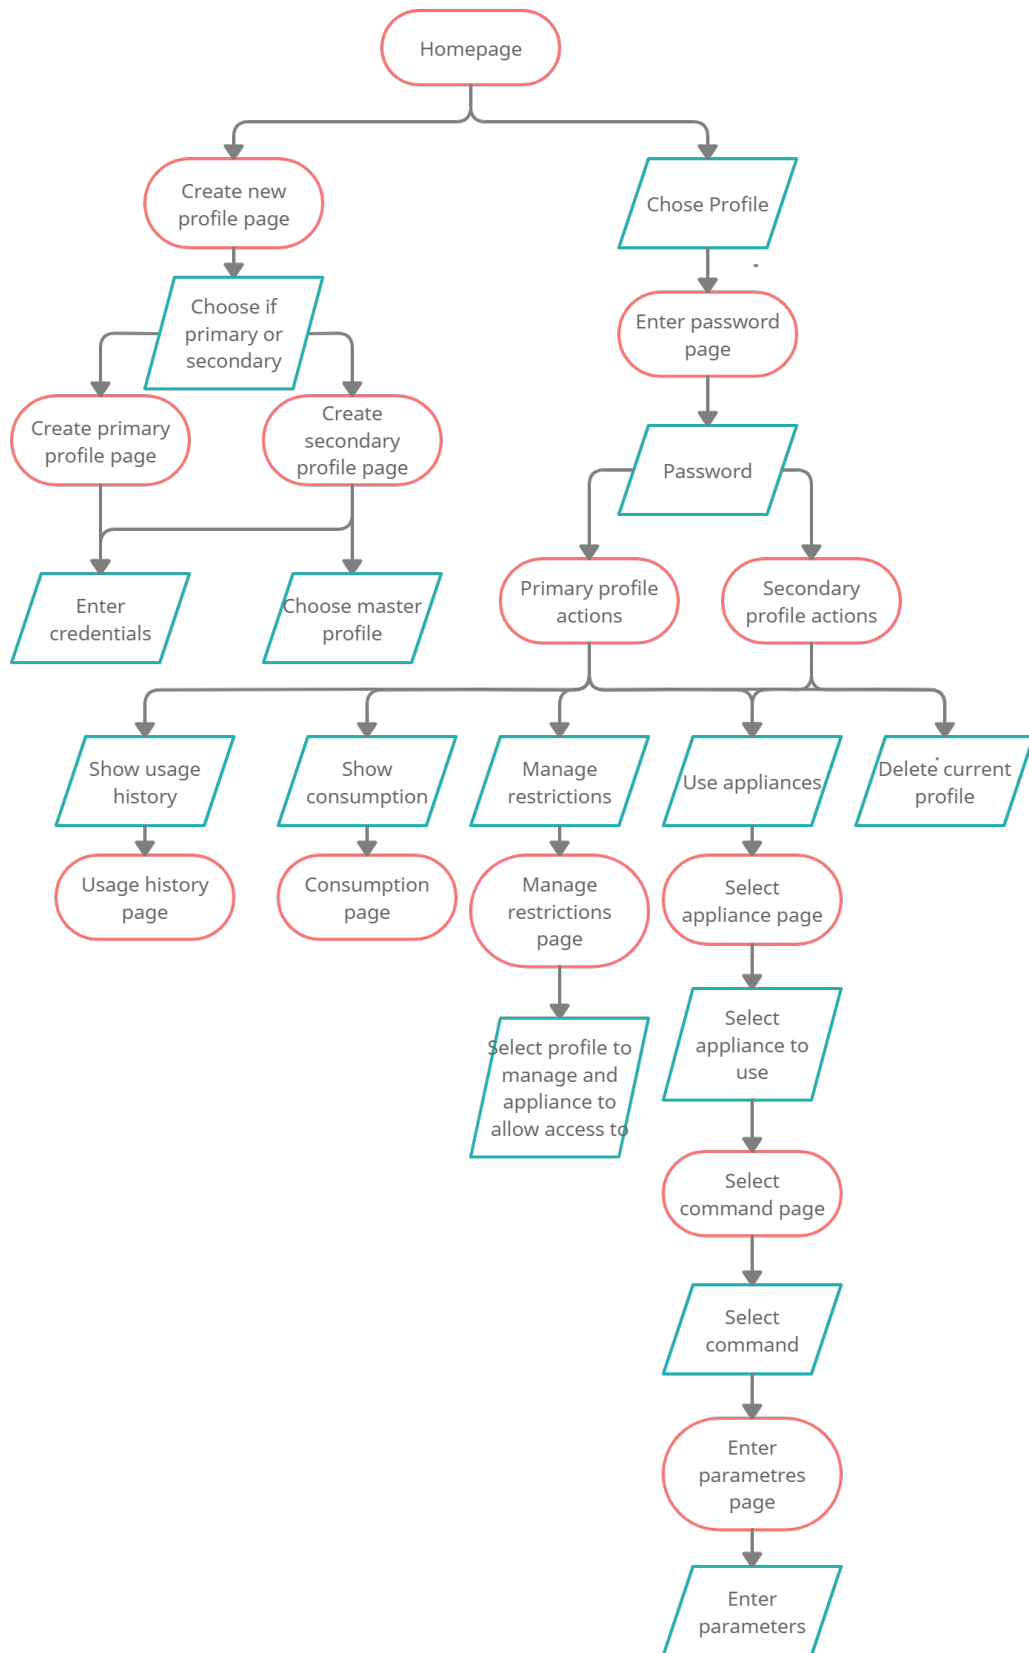 Homepage
Create new
profile page
Chose Profile
Choose if
primary or
secondary
Enter password
page
Create primary
profile page
Create
secondary
profile page
Password
Enter
credentials
Choose master
profile
Primary profile
actions
Secondary
profile actions
Show usage
history
Show
consumption
Manage
restrictions
Use appliances
Delete current
profile
Usage history
page
Consumption
page
Manage
restrictions
page
Select
appliance page
Select profile to
manage and
appliance to
allow access to
Select
appliance to
use
Select
command page
Select
command
Enter
parametres
page
Enter
parameters